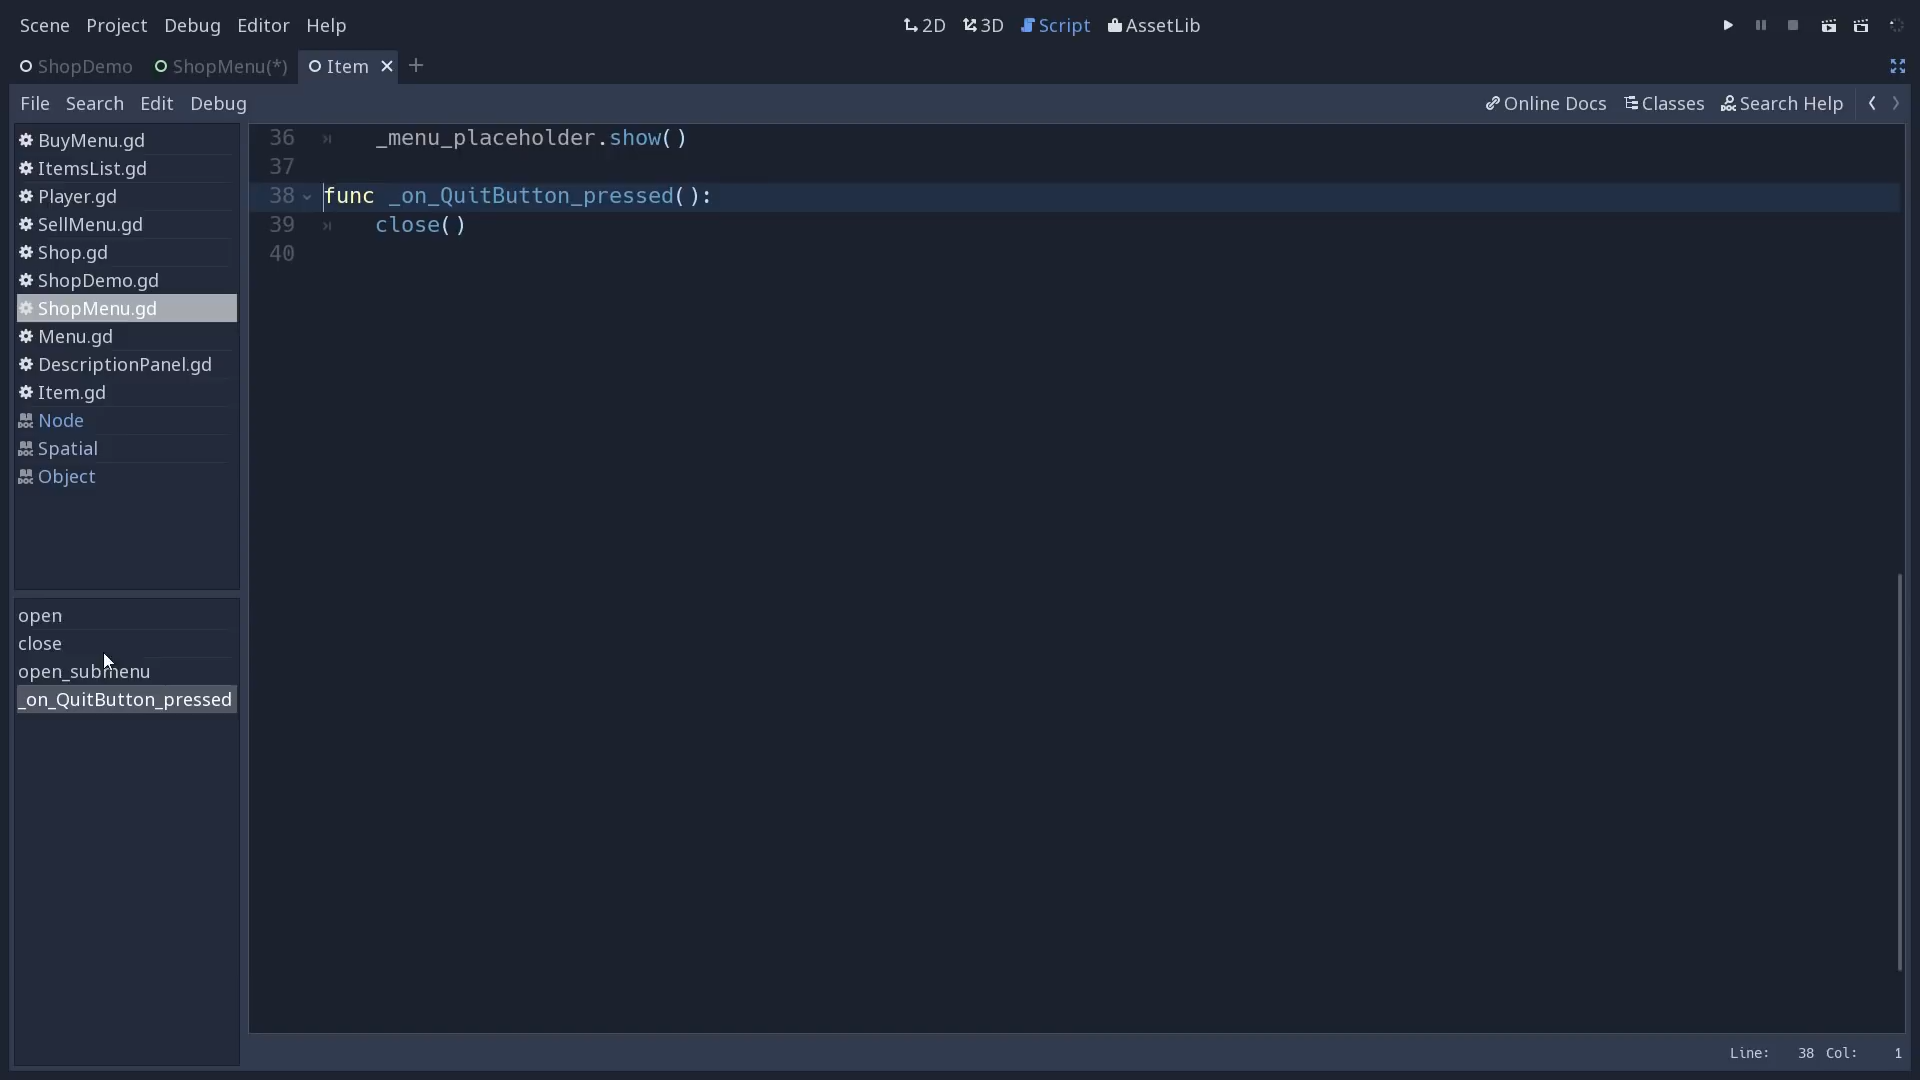 Scene Project Debug Editor Help 2D 3D Script AssetLib
ShopDemo ShopMenu(*) Item
File Search Edit Debug Online Docs Classes Search Help
BuyMenu.gd
ItemsList.gd
Player.gd
SellMenu.gd
Shop.gd
ShopDemo.gd
ShopMenu.gd
Menu.gd
DescriptionPanel.gd
Item.gd
Node
Spatial
Object
open
close
open_submenu
_on_QuitButton_pressed
36 _menu_placeholder.show()
37
38 func _on_QuitButton_pressed():
39 close()
40
Line: 38 Col: 1